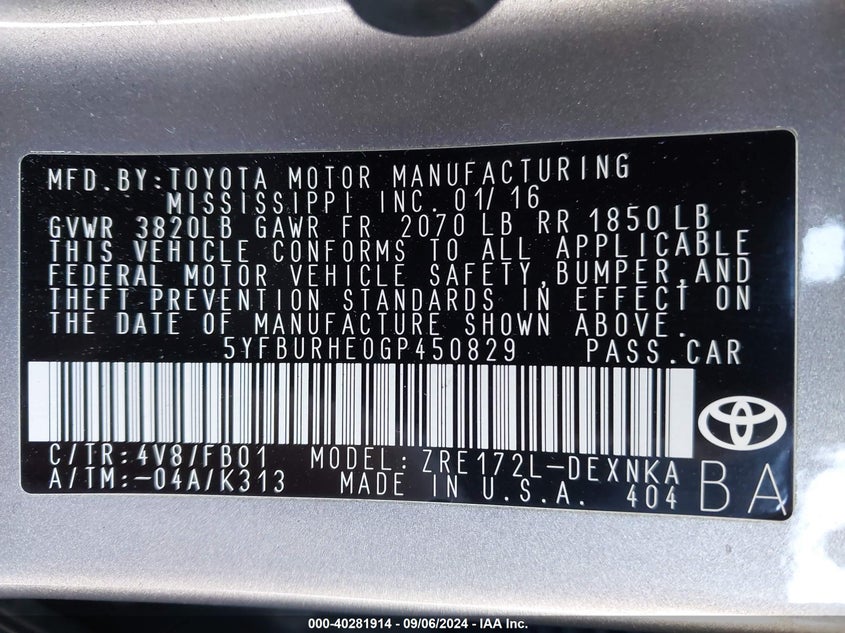 MFD.BY:TOYOTA MOTOR MANUFACTURING
MISSISSIPPI INC. 01/16
GVWR 3820LB GAWR FR 2070 LB RR 1850 LB
THIS VEHICLE CONFORMS TO ALL APPLICABLE
FEDERAL MOTOR VEHICLE SAFETY,BUMPER,AND
THEFT PREVENTION STANDARDS IN EFFECT ON
THE DATE OF MANUFACTURE SHOWN ABOVE.
5YFBURHE0GP450829 PASS.CAR
C/TR:4V8/FB01 MODEL:ZRE172L-DEXNKA
A/TM:-04A/K313 MADE IN U.S.A. 404
BA
000-40281914 - 09/06/2024 - IAA Inc.